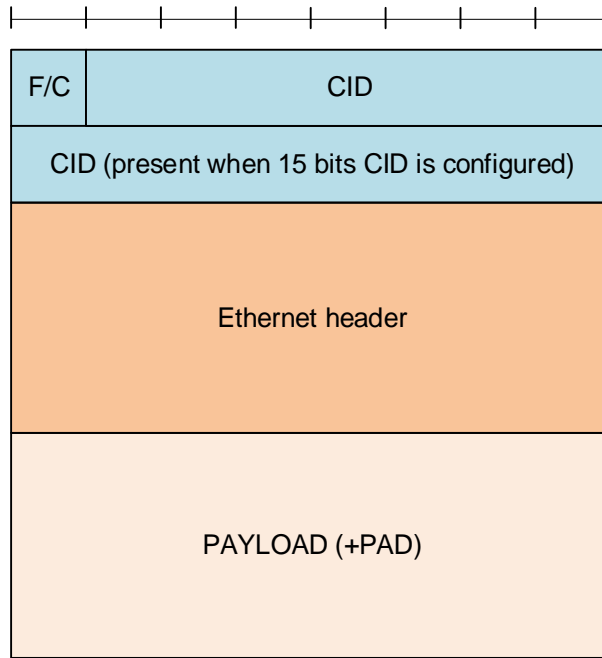 F/C CID
CID (present when 15 bits CID is configured)
Ethernet header
PAYLOAD (+PAD)